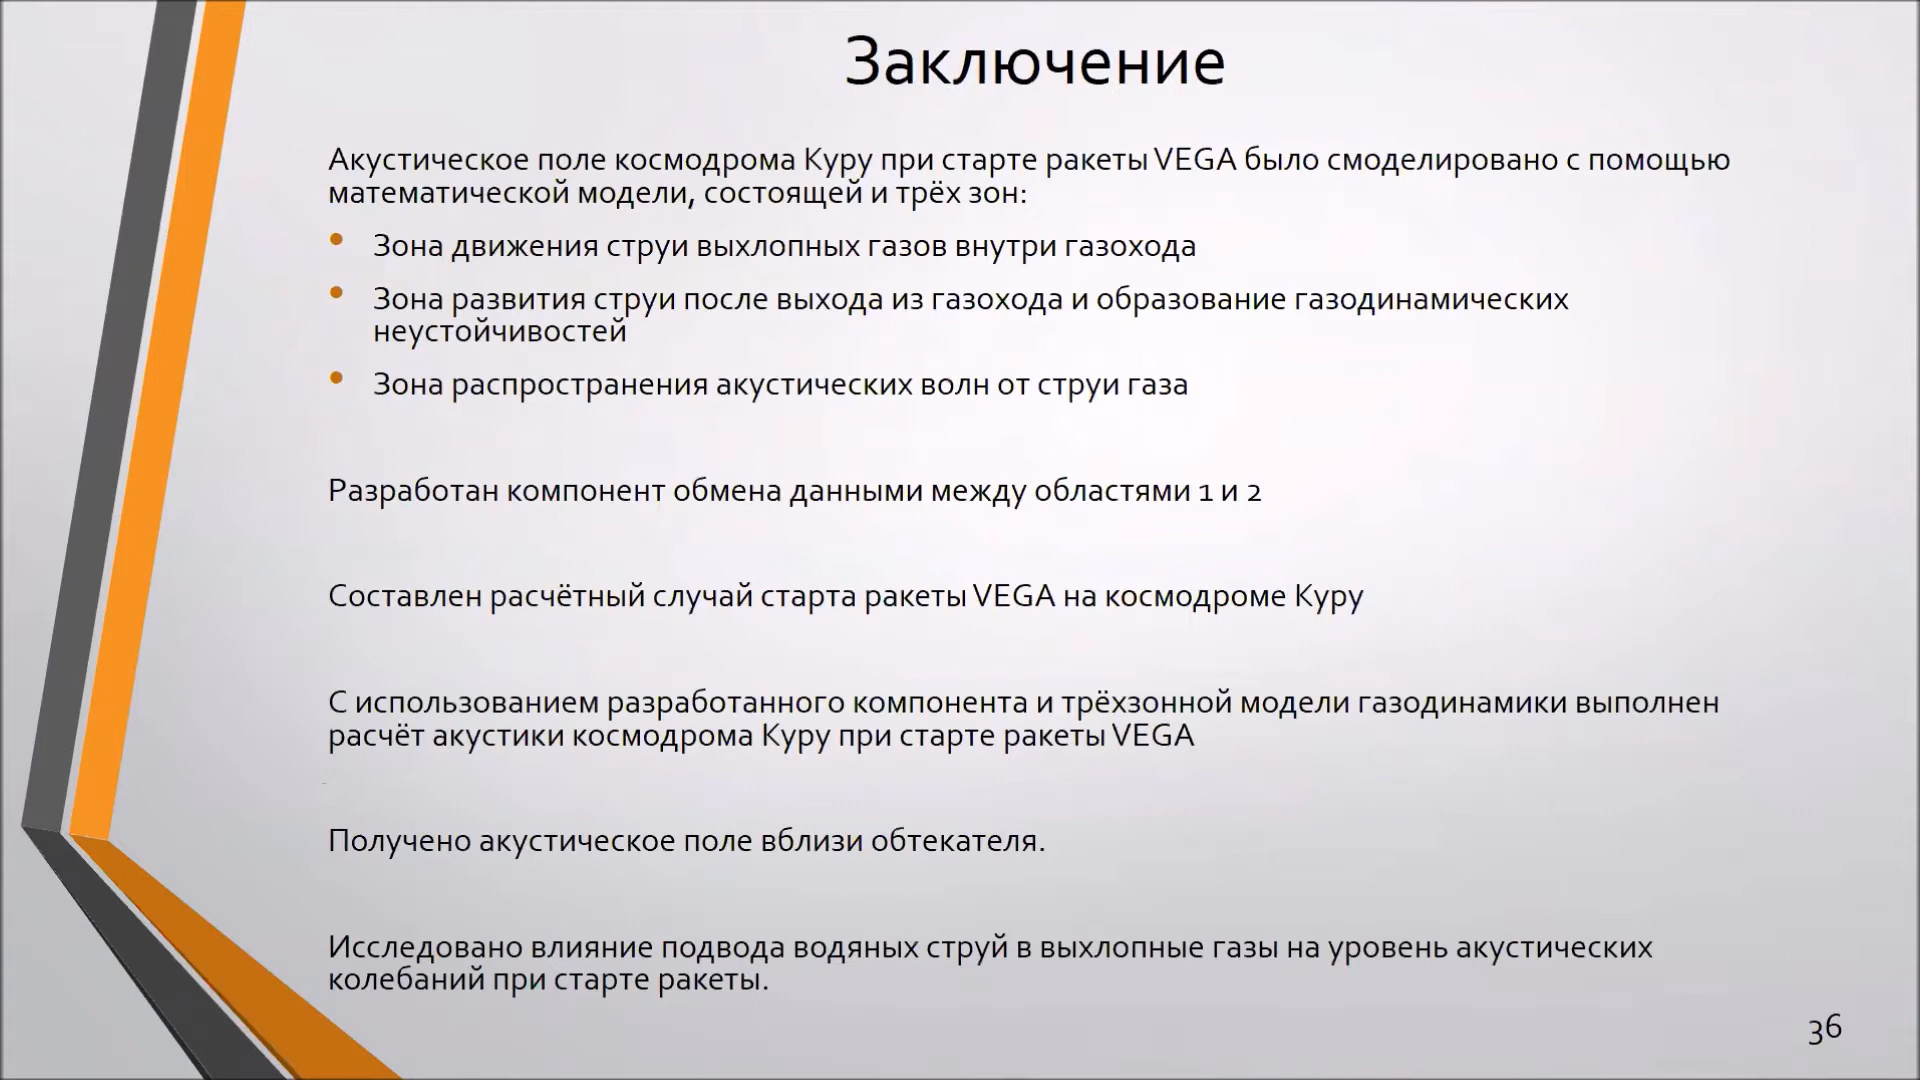 Заключение
Акустическое поле космодрома Куру при старте ракеты VEGA было смоделировано с помощью
математической модели, состоящей и трёх зон:
• Зона движения струи выхлопных газов внутри газохода
• Зона развития струи после выхода из газохода и образование газодинамических
неустойчивостей
• Зона распространения акустических волн от струи газа
Разработан компонент обмена данными между областями 1 и 2
Составлен расчётный случай старта ракеты VEGA на космодроме Куру
С использованием разработанного компонента и трёхзонной модели газодинамики выполнен
расчёт акустики космодрома Куру при старте ракеты VEGA
Получено акустическое поле вблизи обтекателя.
Исследовано влияние подвода водяных струй в выхлопные газы на уровень акустических
колебаний при старте ракеты.
36